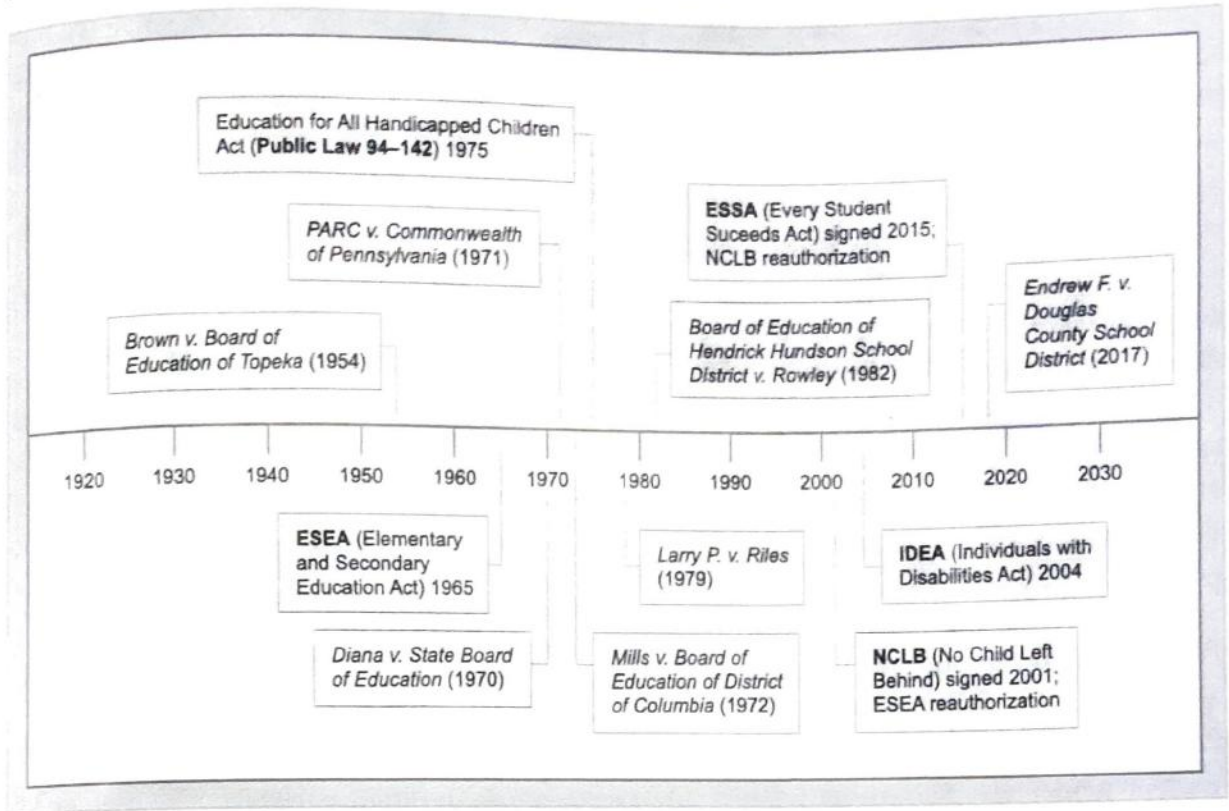 Education for All Handicapped Children
Act (Public Law 94–142) 1975
PARC v. Commonwealth
of Pennsylvania (1971)
Brown v. Board of
Education of Topeka (1954)
ESSA (Every Student
Suceeds Act) signed 2015;
NCLB reauthorization
Board of Education of
Hendrick Hundson School
District v. Rowley (1982)
Endrew F. v.
Douglas
County School
District (2017)
1920 1930 1940 1950 1960 1970 1980 1990 2000 2010 2020 2030
ESEA (Elementary
and Secondary
Education Act) 1965
Diana v. State Board
of Education (1970)
Larry P. v. Riles
(1979)
Mills v. Board of
Education of District
of Columbia (1972)
IDEA (Individuals with
Disabilities Act) 2004
NCLB (No Child Left
Behind) signed 2001;
ESEA reauthorization